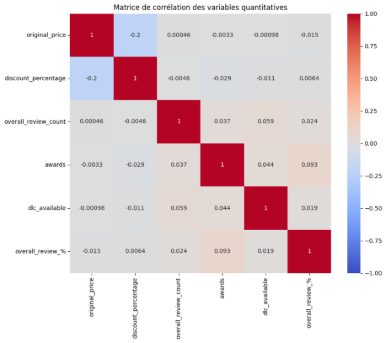 Matrice de corrélation des variables quantitatives
original_price 1 -0.2 0.00046 -0.0033 -0.00098 -0.015
discount_percentage -0.2 1 -0.0046 -0.029 -0.011 0.0064
overall_review_count 0.00046 -0.0046 1 0.037 0.059 0.024
awards -0.0033 -0.029 0.037 1 0.044 0.093
dlc_available -0.00098 -0.011 0.059 0.044 1 0.019
overall_review_% -0.015 0.0064 0.024 0.093 0.019 1
original_price discount_percentage overall_review_count awards dlc_available overall_review_%
1.00
0.75
0.50
0.25
0.00
-0.25
-0.50
-0.75
-1.00